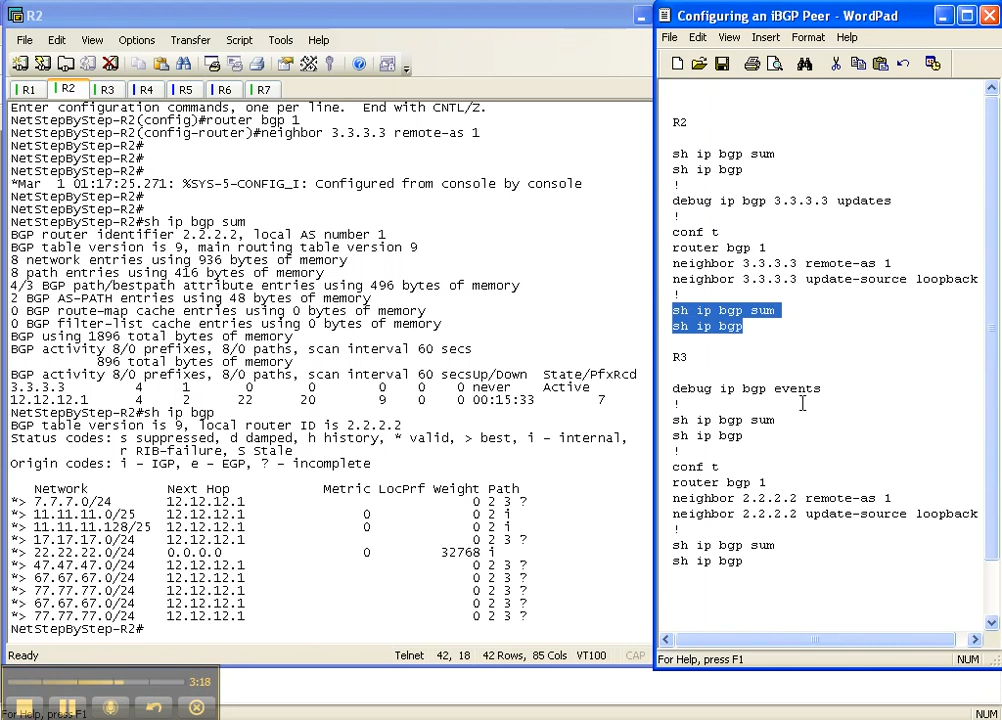 R2
File Edit View Options Transfer Script Tools Help
R1 R2 R3 R4 R5 R6 R7
Enter configuration commands, one per line. End with CNTL/Z.
NetStepByStep-R2(config)#router bgp 1
NetStepByStep-R2(config-router)#neighbor 3.3.3.3 remote-as 1
NetStepByStep-R2#
NetStepByStep-R2#
NetStepByStep-R2#
*Mar 1 01:17:25.271: %SYS-5-CONFIG_I: Configured from console by console
NetStepByStep-R2#
NetStepByStep-R2#
NetStepByStep-R2#sh ip bgp sum
BGP router identifier 2.2.2.2, local AS number 1
BGP table version is 9, main routing table version 9
8 network entries using 936 bytes of memory
8 path entries using 416 bytes of memory
4/3 BGP path/bestpath attribute entries using 496 bytes of memory
2 BGP AS-PATH entries using 48 bytes of memory
0 BGP route-map cache entries using 0 bytes of memory
0 BGP filter-list cache entries using 0 bytes of memory
BGP using 1896 total bytes of memory
BGP activity 8/0 prefixes, 8/0 paths, scan interval 60 secs
896 total bytes of memory
BGP activity 8/0 prefixes, 8/0 paths, scan interval 60 secsUp/Down State/PfxRcd
3.3.3.3 4 1 0 0 0 0 0 never Active
12.12.12.1 4 2 22 20 9 0 0 00:15:33 7
NetStepByStep-R2#sh ip bgp
BGP table version is 9, local router ID is 2.2.2.2
Status codes: s suppressed, d damped, h history, * valid, > best, i - internal,
r RIB-failure, S Stale
Origin codes: i - IGP, e - EGP, ? - incomplete
Network Next Hop Metric LocPrf Weight Path
*> 7.7.7.0/24 12.12.12.1 0 2 3 ?
*> 11.11.11.0/25 12.12.12.1 0 0 2 i
*> 11.11.11.128/25 12.12.12.1 0 0 2 i
*> 17.17.17.0/24 12.12.12.1 0 2 3 ?
*> 22.22.22.0/24 0.0.0.0 0 32768 i
*> 47.47.47.0/24 12.12.12.1 0 2 3 ?
*> 67.67.67.0/24 12.12.12.1 0 2 3 ?
*> 77.77.77.0/24 12.12.12.1 0 2 3 ?
*> 67.67.67.0/24 12.12.12.1 0 2 3 ?
*> 77.77.77.0/24 12.12.12.1 0 2 3 ?
NetStepByStep-R2#
Ready Telnet 42, 18 42 Rows, 85 Cols VT100 CAP
3:18
For Help, press F1
Configuring an iBGP Peer - WordPad
File Edit View Insert Format Help
R2
sh ip bgp sum
sh ip bgp
!
debug ip bgp 3.3.3.3 updates
!
conf t
router bgp 1
neighbor 3.3.3.3 remote-as 1
neighbor 3.3.3.3 update-source loopback
!
sh ip bgp sum
sh ip bgp
R3
debug ip bgp events
!
sh ip bgp sum
sh ip bgp
!
conf t
router bgp 1
neighbor 2.2.2.2 remote-as 1
neighbor 2.2.2.2 update-source loopback
!
sh ip bgp sum
sh ip bgp
For Help, press F1 NUM
NUM